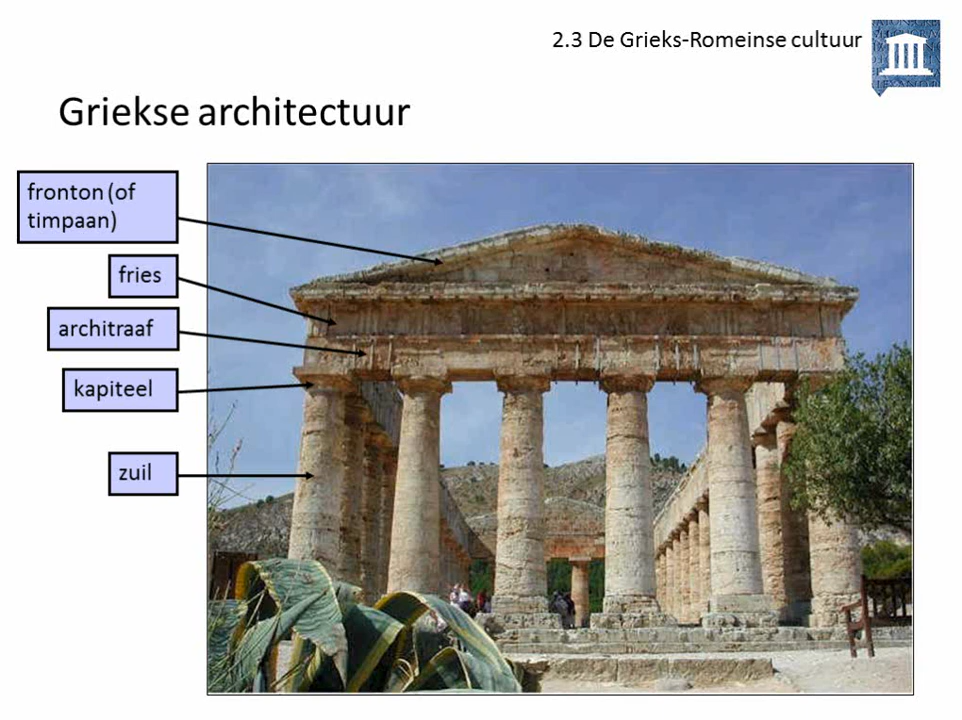 2.3 De Grieks-Romeinse cultuur
Griekse architectuur
fronton (of
timpaan)
fries
architraaf
kapiteel
zuil